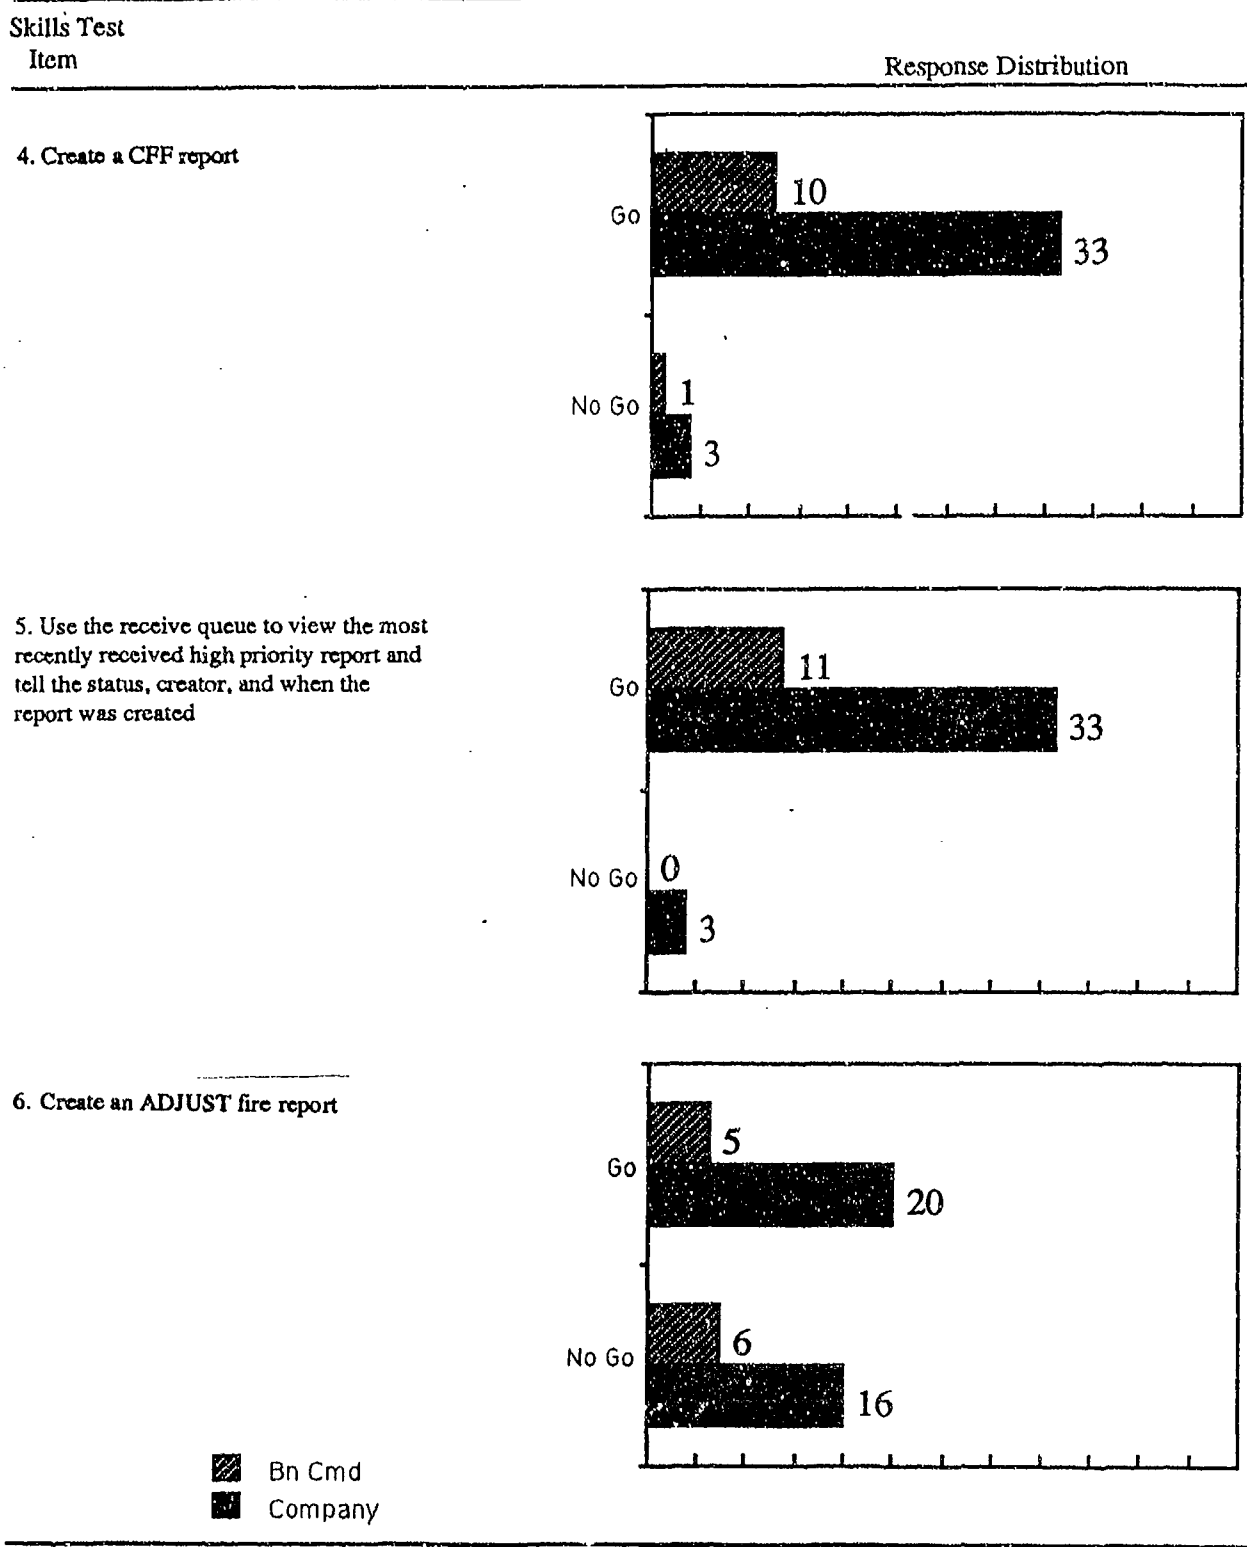 Skills Test
Item
Response Distribution
4. Create a CFF report
Go
10
33
No Go
1
3
5. Use the receive queue to view the most
recently received high priority report and
tell the status, creator, and when the
report was created
Go
11
33
No Go
0
3
6. Create an ADJUST fire report
Go
5
20
No Go
6
16
Bn Cmd
Company